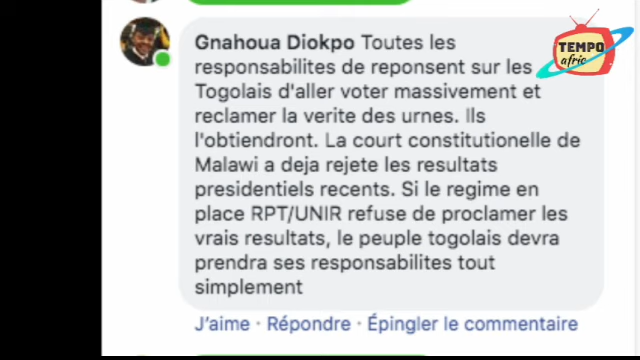 Gnahoua Diokpo Toutes les
responsabilites de reponsent sur les
Togolais d'aller voter massivement et
reclamer la verite des urnes. Ils
l'obtiendront. La court constitutionelle de
Malawi a deja rejete les resultats
presidentiels recents. Si le regime en
place RPT/UNIR refuse de proclamer les
vrais resultats, le peuple togolais devra
prendra ses responsabilites tout
simplement
J'aime · Répondre · Épingler le commentaire
TEMPO
afric